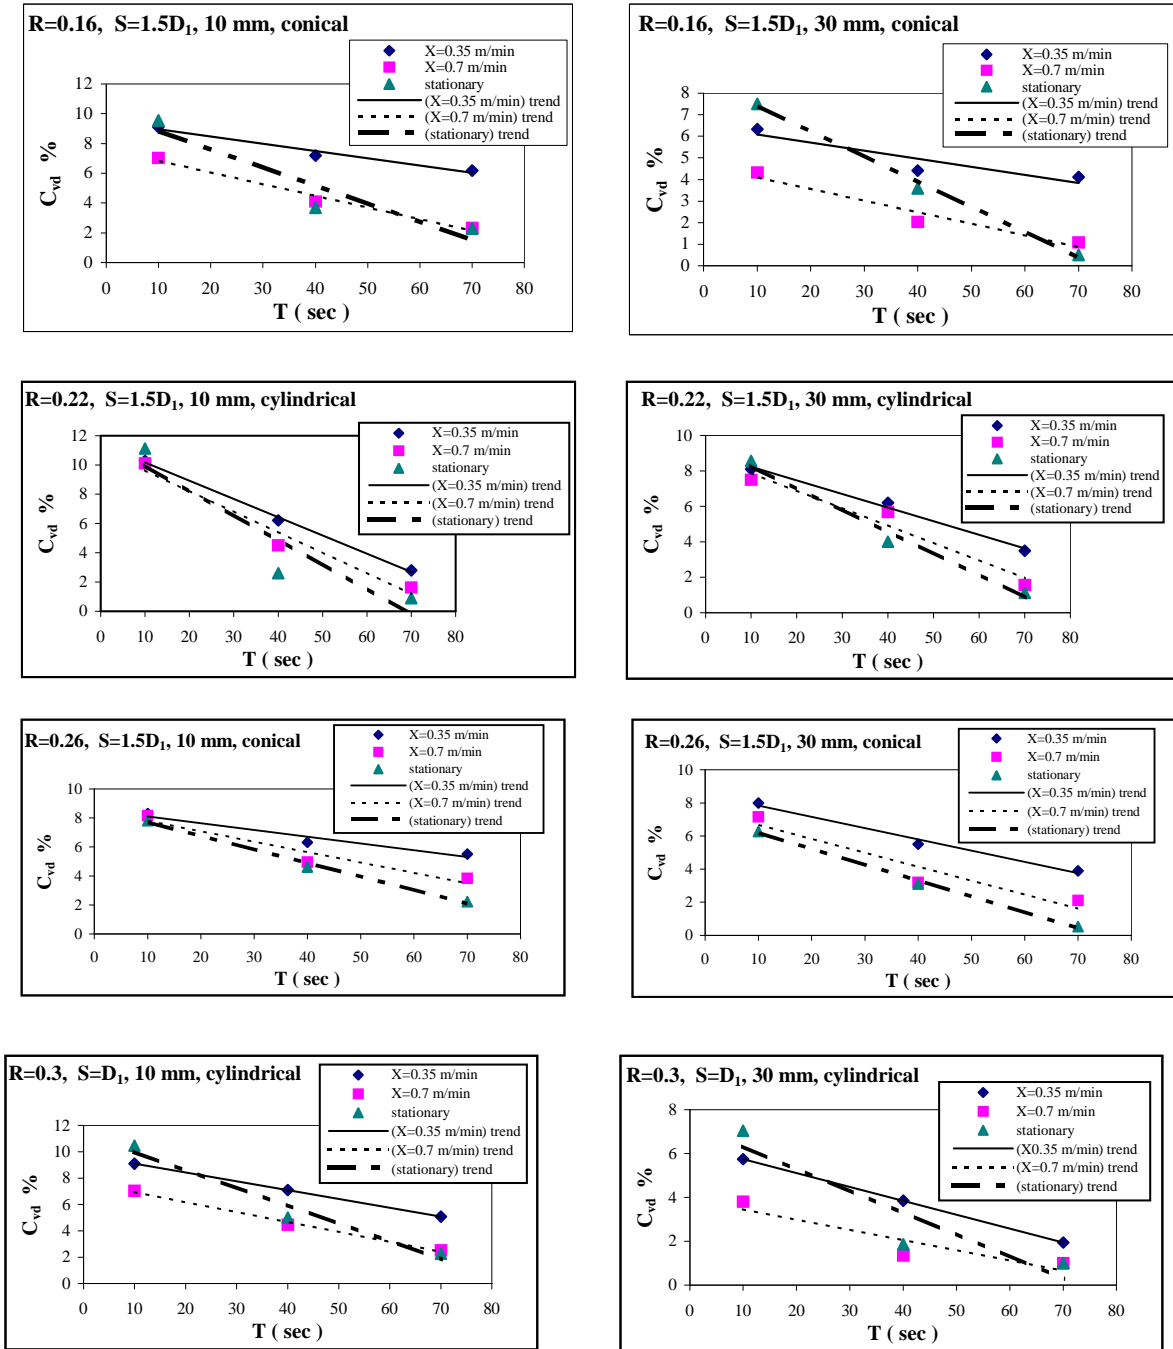 R=0.16, S=1.5D₁, 10 mm, conical
X=0.35 m/min
X=0.7 m/min
stationary
(X=0.35 m/min) trend
(X=0.7 m/min) trend
(stationary) trend
12
10
8
6
4
2
0
C_vd %
0 10 20 30 40 50 60 70 80
T ( sec )
R=0.16, S=1.5D₁, 30 mm, conical
X=0.35 m/min
X=0.7 m/min
stationary
(X=0.35 m/min) trend
(X=0.7 m/min) trend
(stationary) trend
8
7
6
5
4
3
2
1
0
C_vd %
0 10 20 30 40 50 60 70 80
T ( sec )
R=0.22, S=1.5D₁, 10 mm, cylindrical
X=0.35 m/min
X=0.7 m/min
stationary
(X=0.35 m/min) trend
(X=0.7 m/min) trend
(stationary) trend
12
10
8
6
4
2
0
C_vd %
0 10 20 30 40 50 60 70 80
T ( sec )
R=0.22, S=1.5D₁, 30 mm, cylindrical
X=0.35 m/min
X=0.7 m/min
stationary
(X=0.35 m/min) trend
(X=0.7 m/min) trend
(stationary) trend
10
8
6
4
2
0
C_vd %
0 10 20 30 40 50 60 70 80
T ( sec )
R=0.26, S=1.5D₁, 10 mm, conical
X=0.35 m/min
X=0.7 m/min
stationary
(X=0.35 m/min) trend
(X=0.7 m/min) trend
(stationary) trend
10
8
6
4
2
0
C_vd %
0 10 20 30 40 50 60 70 80
T ( sec )
R=0.26, S=1.5D₁, 30 mm, conical
X=0.35 m/min
X=0.7 m/min
stationary
(X=0.35 m/min) trend
(X=0.7 m/min) trend
(stationary) trend
10
8
6
4
2
0
C_vd %
0 10 20 30 40 50 60 70 80
T ( sec )
R=0.3, S=D₁, 10 mm, cylindrical
X=0.35 m/min
X=0.7 m/min
stationary
(X=0.35 m/min) trend
(X=0.7 m/min) trend
(stationary) trend
12
10
8
6
4
2
0
C_vd %
0 10 20 30 40 50 60 70 80
T ( sec )
R=0.3, S=D₁, 30 mm, cylindrical
X=0.35 m/min
X=0.7 m/min
stationary
(X0.35 m/min) trend
(X=0.7 m/min) trend
(stationary) trend
8
6
4
2
0
C_vd %
0 10 20 30 40 50 60 70 80
T ( sec )